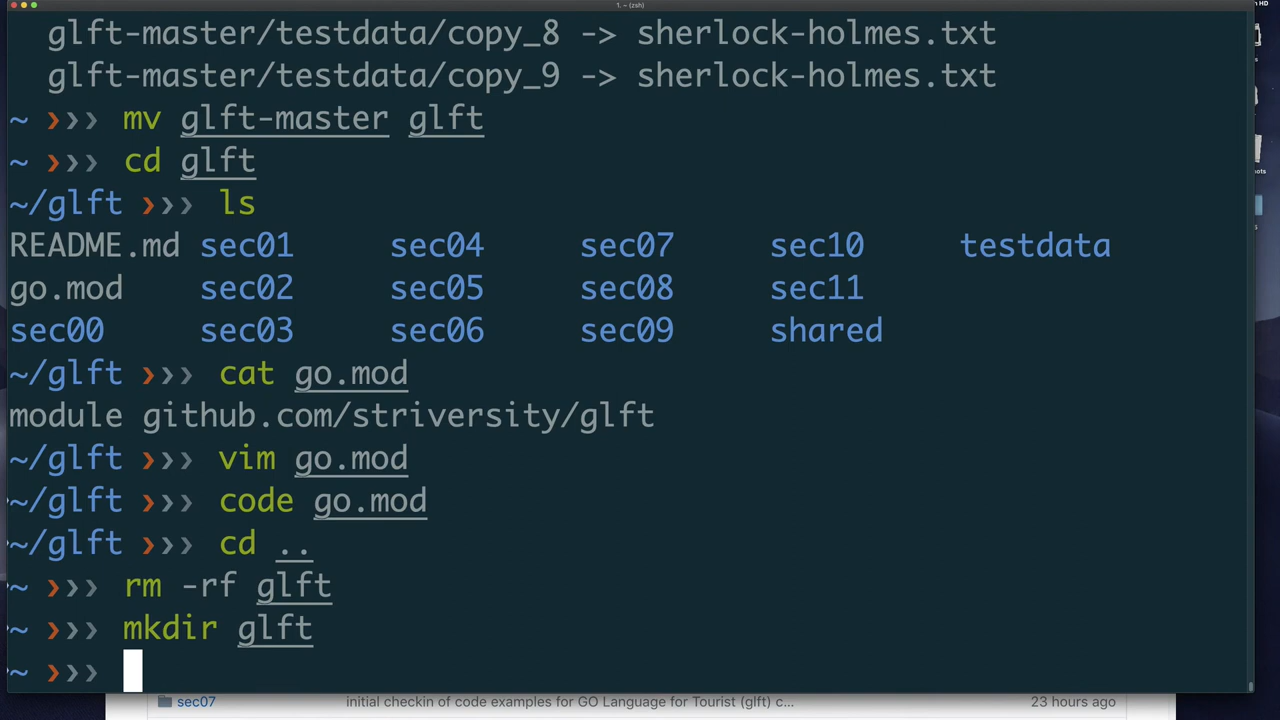 1. ~ (zsh)
glft-master/testdata/copy_8 -> sherlock-holmes.txt
glft-master/testdata/copy_9 -> sherlock-holmes.txt
~ ❯❯❯ mv glft-master glft
~ ❯❯❯ cd glft
~/glft ❯❯❯ ls
README.md sec01 sec04 sec07 sec10 testdata
go.mod sec02 sec05 sec08 sec11
sec00 sec03 sec06 sec09 shared
~/glft ❯❯❯ cat go.mod
module github.com/striversity/glft
~/glft ❯❯❯ vim go.mod
~/glft ❯❯❯ code go.mod
~/glft ❯❯❯ cd ..
~ ❯❯❯ rm -rf glft
~ ❯❯❯ mkdir glft
~ ❯❯❯
sec07 initial checkin of code examples for GO Language for Tourist (glft) c... 23 hours ago